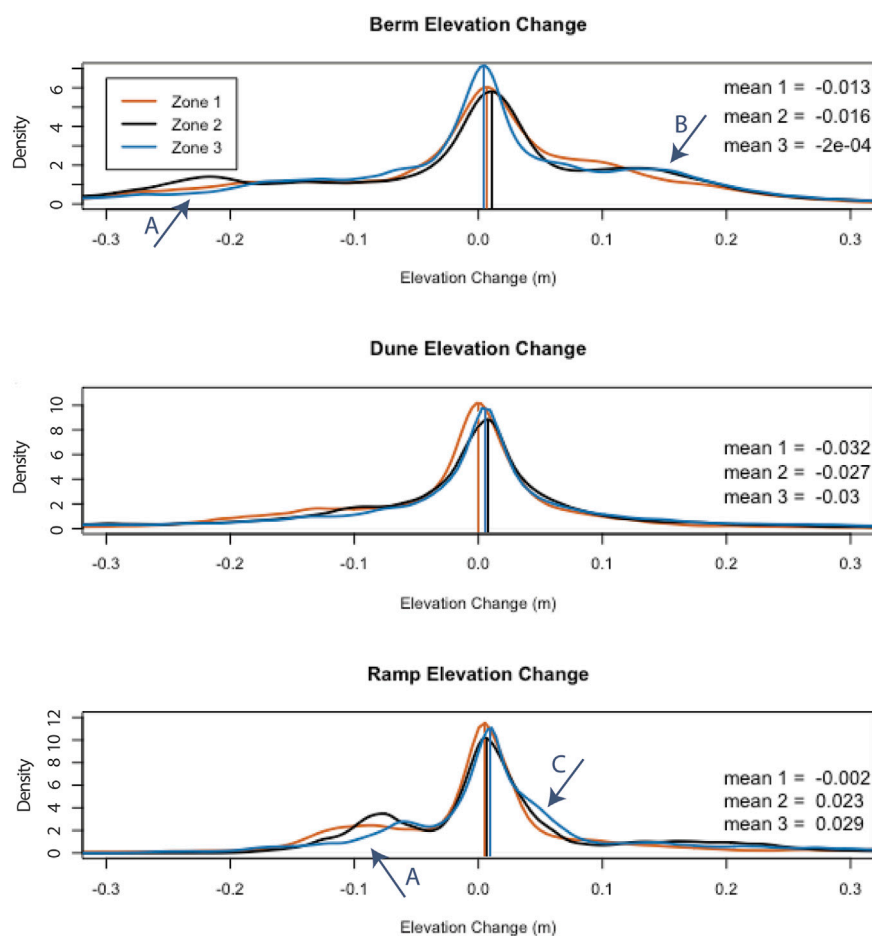 Berm Elevation Change
Density
0 2 4 6
Zone 1
Zone 2
Zone 3
mean 1 = -0.013
mean 2 = -0.016
mean 3 = -2e-04
A
B
-0.3 -0.2 -0.1 0.0 0.1 0.2 0.3
Elevation Change (m)
Dune Elevation Change
Density
0 2 4 6 8 10
mean 1 = -0.032
mean 2 = -0.027
mean 3 = -0.03
-0.3 -0.2 -0.1 0.0 0.1 0.2 0.3
Elevation Change (m)
Ramp Elevation Change
Density
0 2 4 6 8 10 12
C
mean 1 = -0.002
mean 2 = 0.023
mean 3 = 0.029
A
-0.3 -0.2 -0.1 0.0 0.1 0.2 0.3
Elevation Change (m)